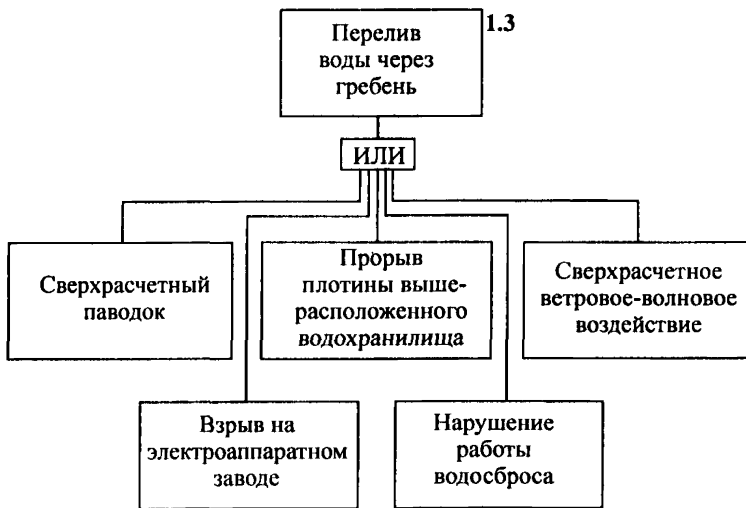 Перелив
воды через
гребень
1.3
ИЛИ
Сверхрасчетный
паводок
Прорыв
плотины выше-
расположенного
водохранилища
Сверхрасчетное
ветровое-волновое
воздействие
Взрыв на
электроаппаратном
заводе
Нарушение
работы
водосброса